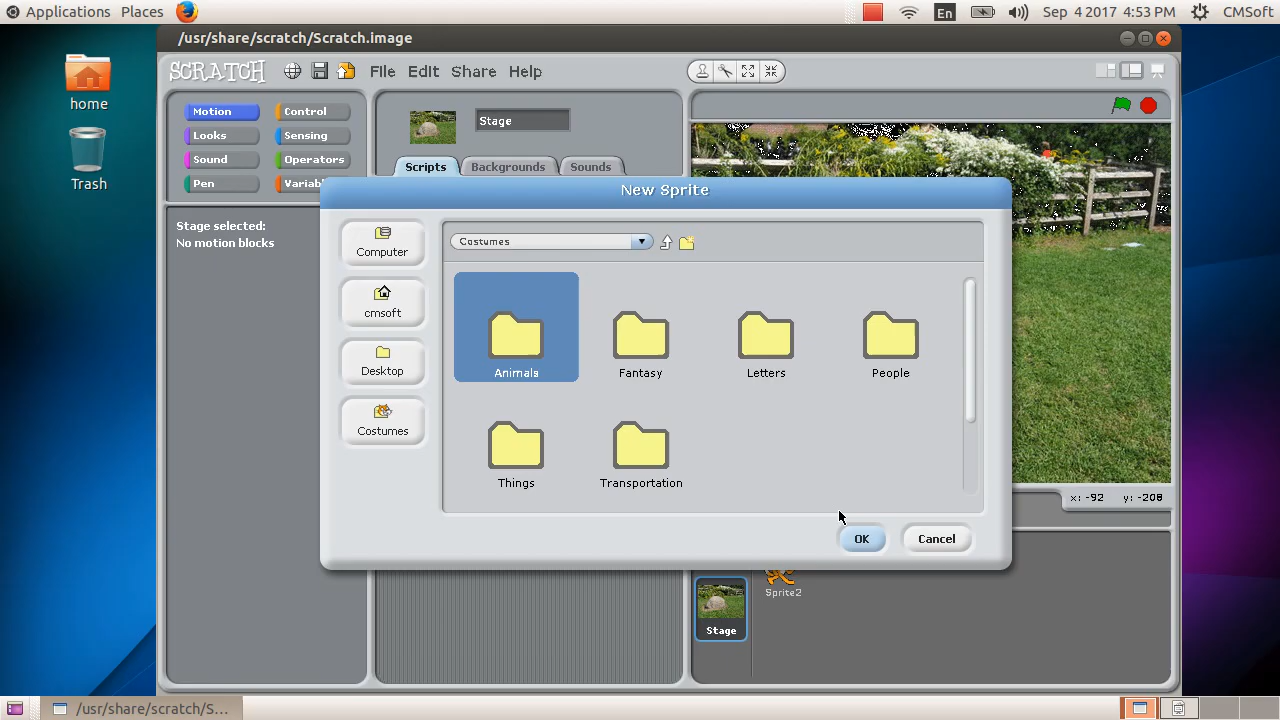 Applications Places En Sep 4 2017 4:53 PM CMSoft
/usr/share/scratch/Scratch.image
SCRATCH File Edit Share Help
home
Trash
Motion Control
Looks Sensing
Sound Operators
Pen
Stage
Scripts Backgrounds Sounds
Stage selected:
No motion blocks
New Sprite
Computer
cmsoft
Desktop
Costumes
Costumes
Animals Fantasy Letters People
Things Transportation
OK Cancel
x: -92 y: -208
Sprite2
Stage
/usr/share/scratch/S...